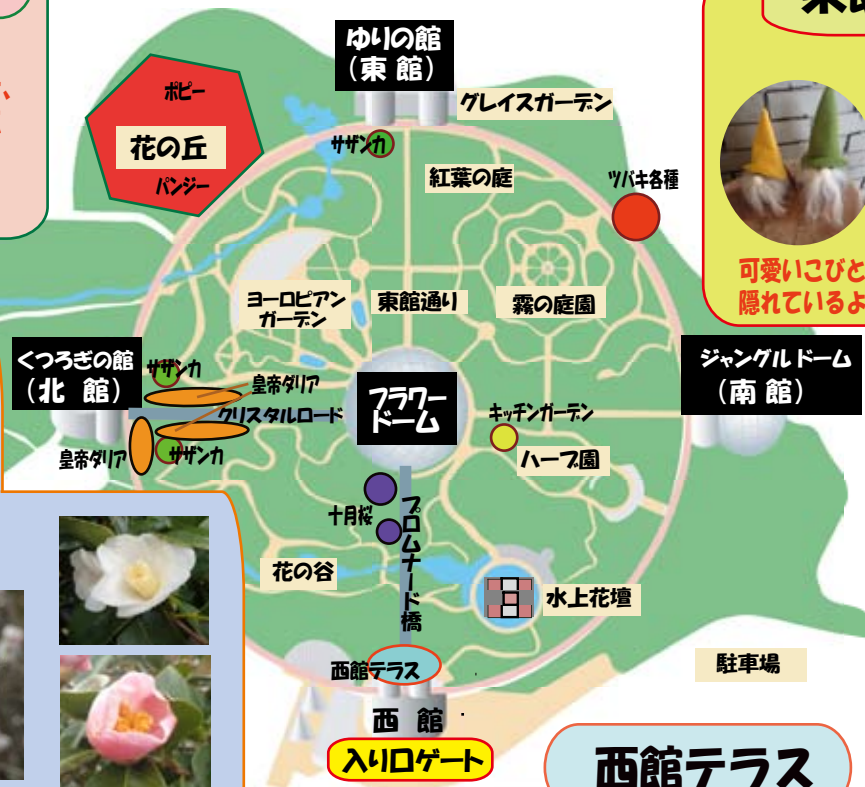 ゆりの館
（東 館）
グレイスガーデン
ポピー
花の丘
パンジー
サザンカ
紅葉の庭
ツバキ各種
可愛いこびと
隠れているよ
ヨーロピアン
ガーデン
東館通り
霧の庭園
くつろぎの館
（北 館）
サザンカ
皇帝ダリア
クリスタルロード
フラワー
ドーム
キッチンガーデン
ジャングルドーム
（南 館）
皇帝ダリア
サザンカ
ハーブ園
十月桜
プロムナード橋
花の谷
水上花壇
西館テラス
駐車場
西 館
入り口ゲート
西館テラス